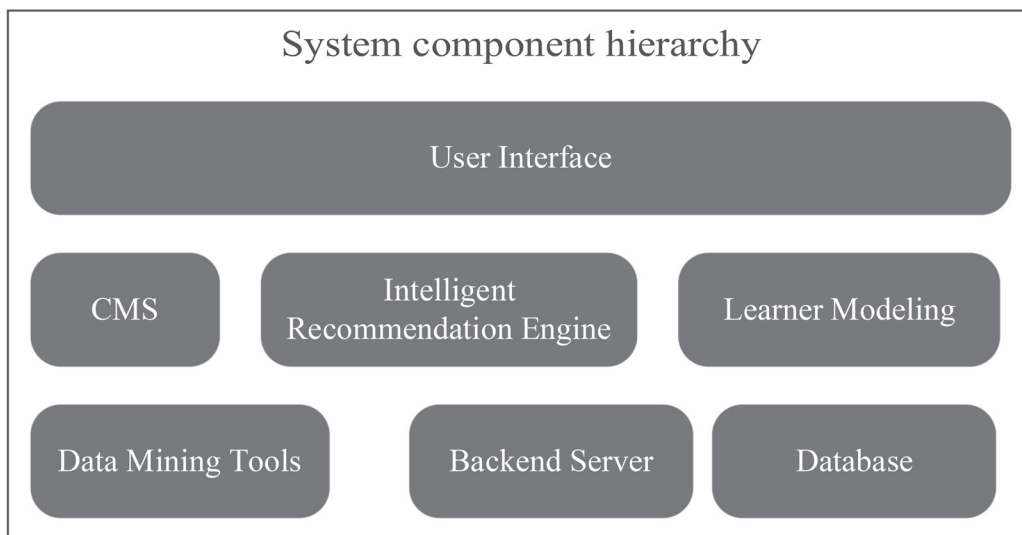 System component hierarchy
User Interface
CMS
Intelligent
Recommendation Engine
Learner Modeling
Data Mining Tools
Backend Server
Database